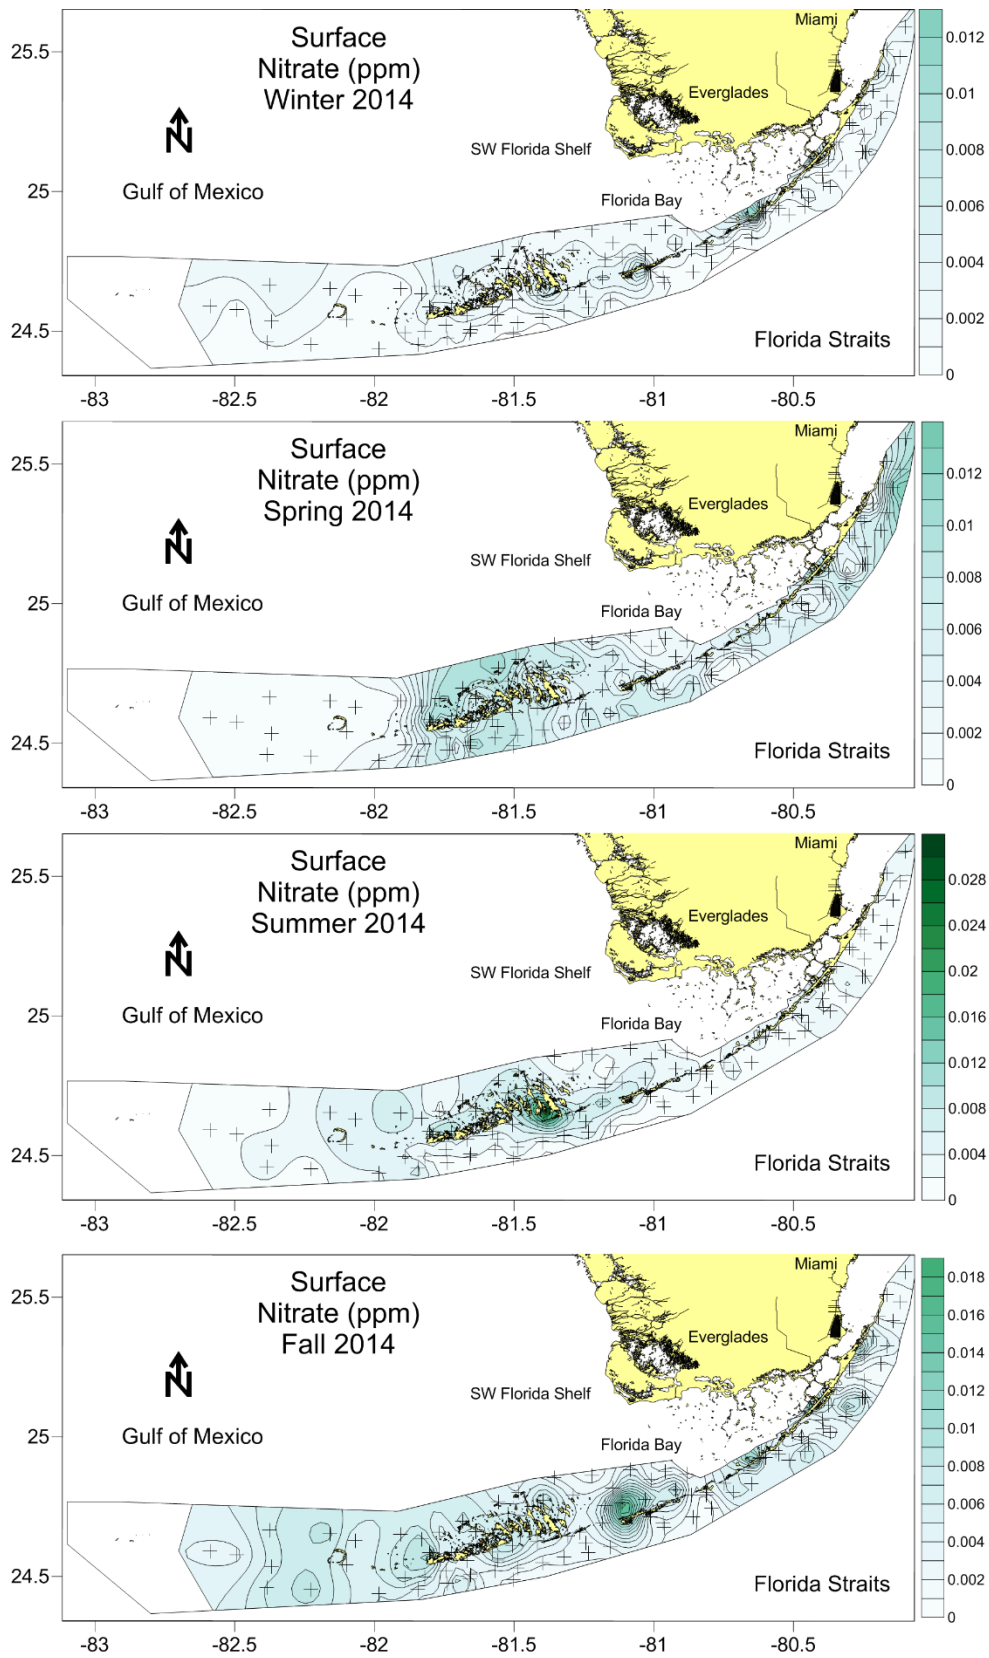 Surface
Nitrate (ppm)
Winter 2014
N
Gulf of Mexico
Miami
Everglades
SW Florida Shelf
Florida Bay
Florida Straits
25.5
25
24.5
-83 -82.5 -82 -81.5 -81 -80.5
0.012
0.01
0.008
0.006
0.004
0.002
0
Surface
Nitrate (ppm)
Spring 2014
N
Gulf of Mexico
Miami
Everglades
SW Florida Shelf
Florida Bay
Florida Straits
25.5
25
24.5
-83 -82.5 -82 -81.5 -81 -80.5
0.012
0.01
0.008
0.006
0.004
0.002
0
Surface
Nitrate (ppm)
Summer 2014
N
Gulf of Mexico
Miami
Everglades
SW Florida Shelf
Florida Bay
Florida Straits
25.5
25
24.5
-83 -82.5 -82 -81.5 -81 -80.5
0.028
0.024
0.02
0.016
0.012
0.008
0.004
0
Surface
Nitrate (ppm)
Fall 2014
N
Gulf of Mexico
Miami
Everglades
SW Florida Shelf
Florida Bay
Florida Straits
25.5
25
24.5
-83 -82.5 -82 -81.5 -81 -80.5
0.018
0.016
0.014
0.012
0.01
0.008
0.006
0.004
0.002
0